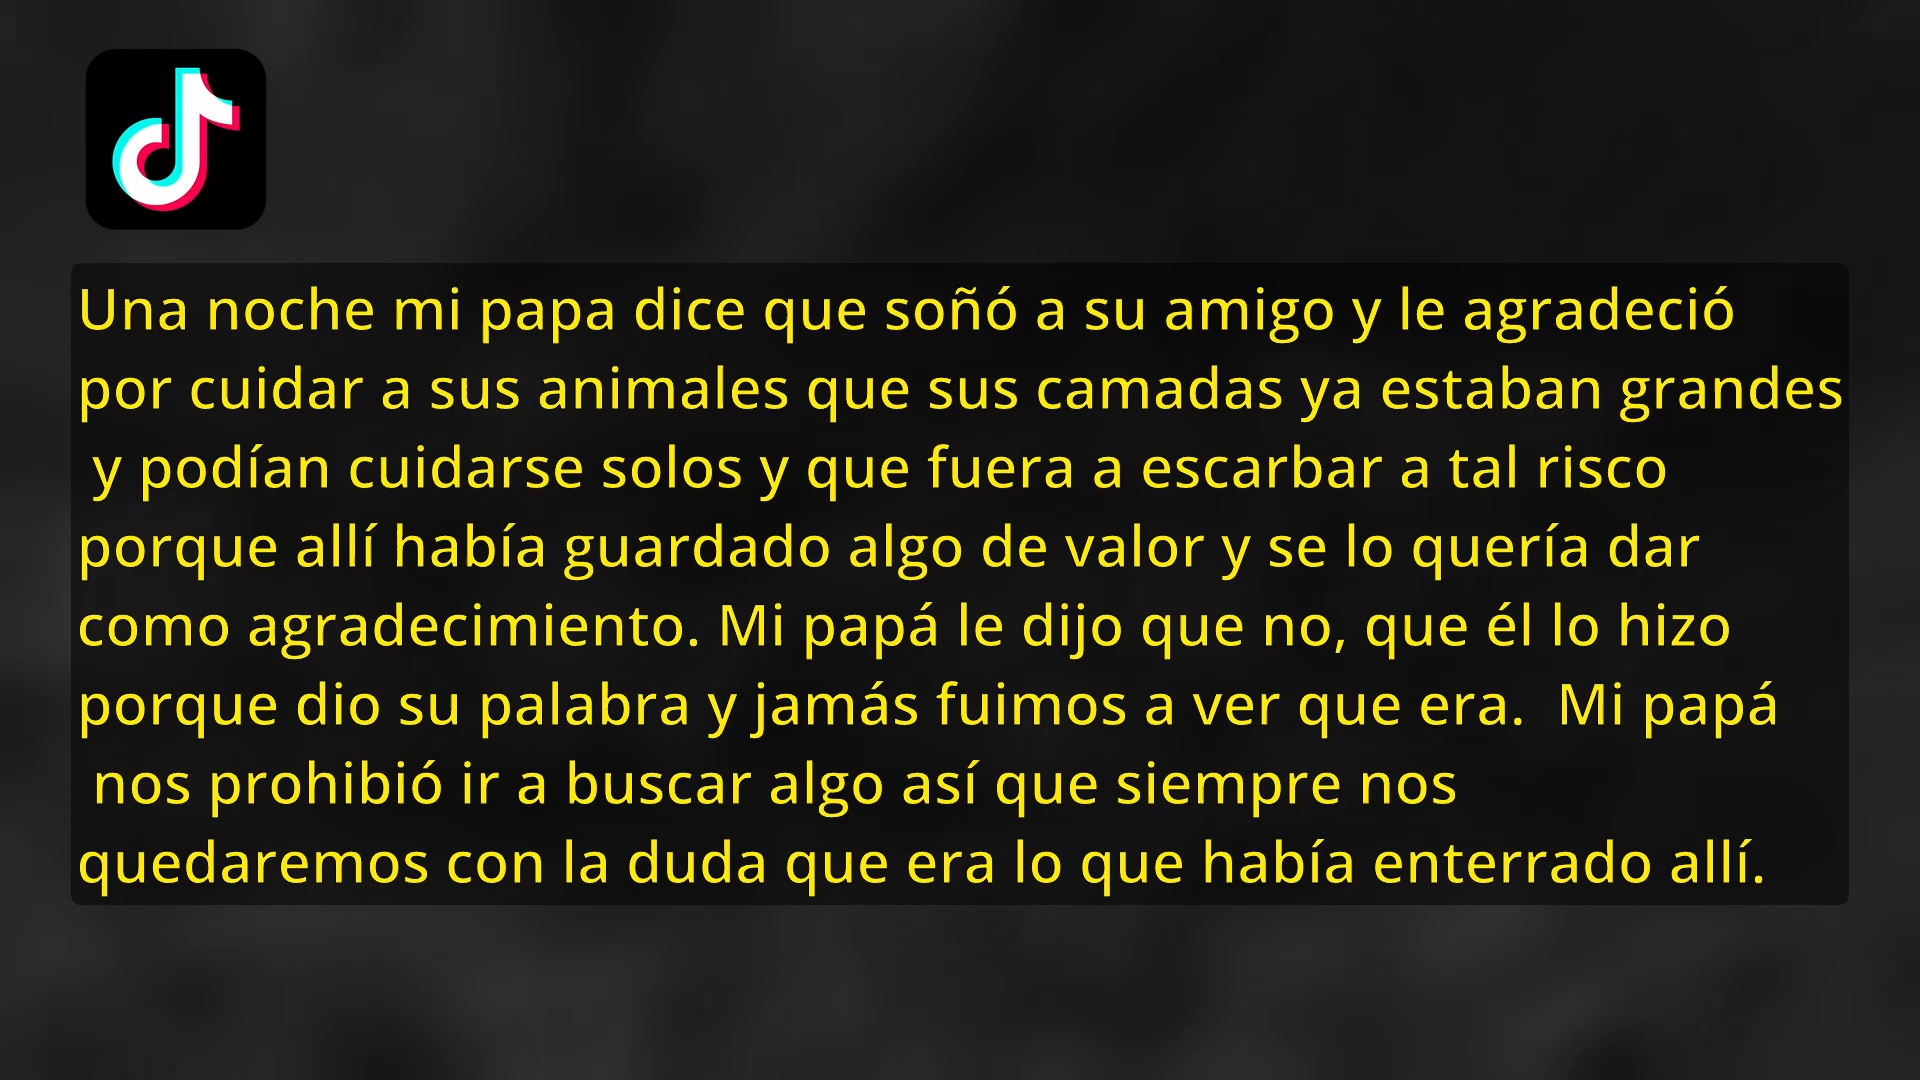 Una noche mi papa dice que soñó a su amigo y le agradeció
por cuidar a sus animales que sus camadas ya estaban grandes
y podían cuidarse solos y que fuera a escarbar a tal risco
porque allí había guardado algo de valor y se lo quería dar
como agradecimiento. Mi papá le dijo que no, que él lo hizo
porque dio su palabra y jamás fuimos a ver que era.  Mi papá
nos prohibió ir a buscar algo así que siempre nos
quedaremos con la duda que era lo que había enterrado allí.